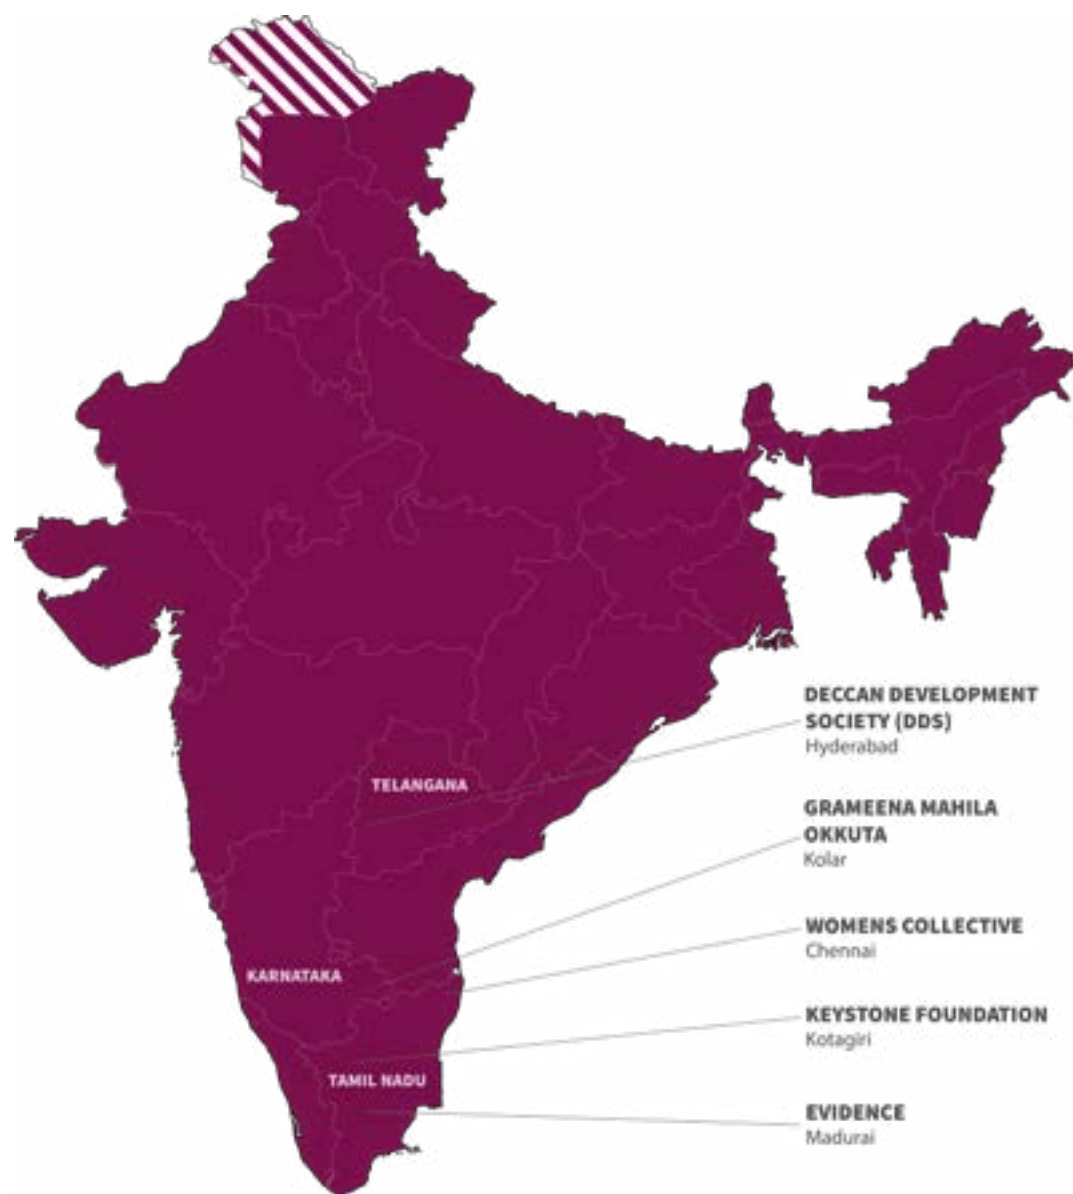 DECCAN DEVELOPMENT
SOCIETY (DDS)
Hyderabad
TELANGANA
GRAMEENA MAHILA
OKKUTA
Kolar
WOMENS COLLECTIVE
Chennai
KARNATAKA
KEYSTONE FOUNDATION
Kotagiri
TAMIL NADU
EVIDENCE
Madurai